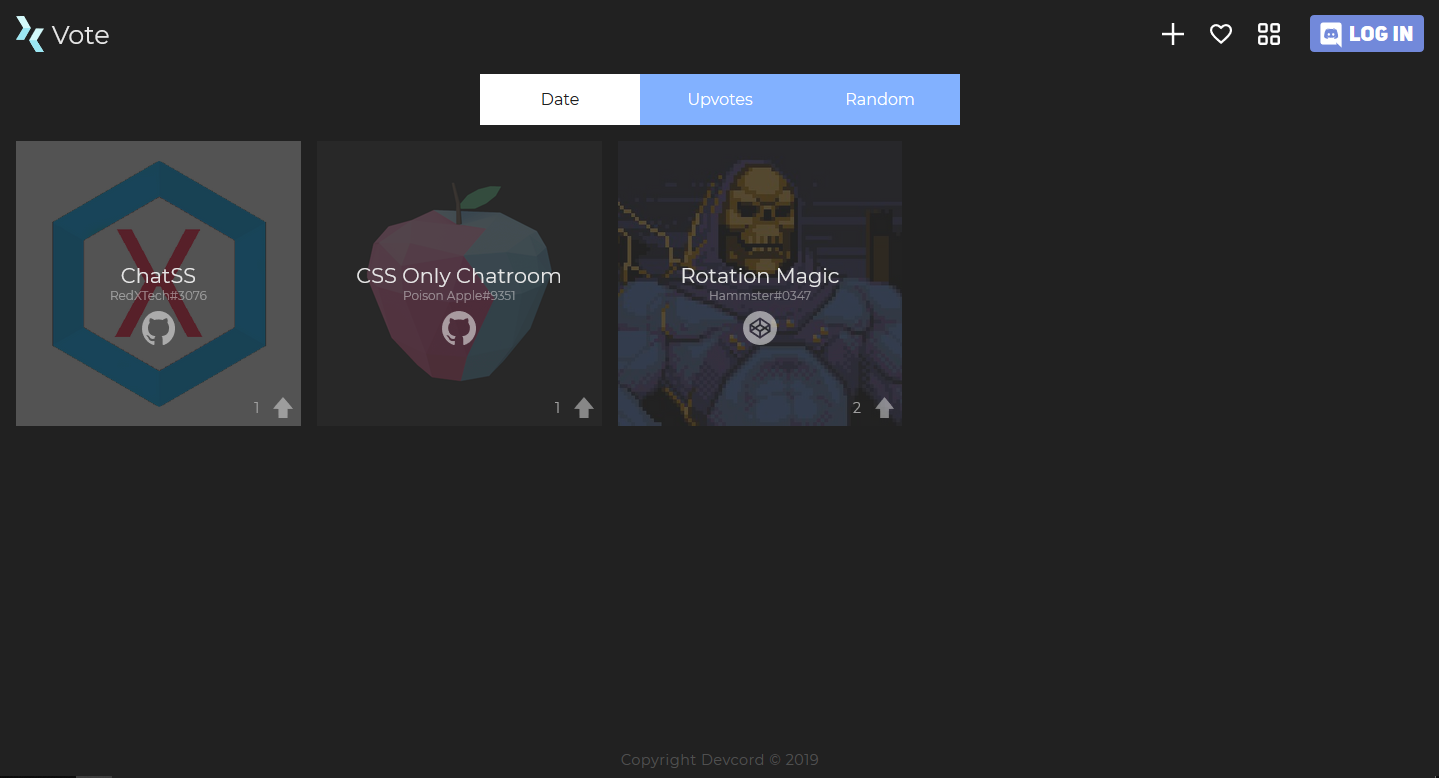 Vote
LOG IN
Date
Upvotes
Random
ChatSS
RedXTech#3076
1
CSS Only Chatroom
Poison Apple#9351
1
Rotation Magic
Hammster#0347
2
Copyright Devcord © 2019